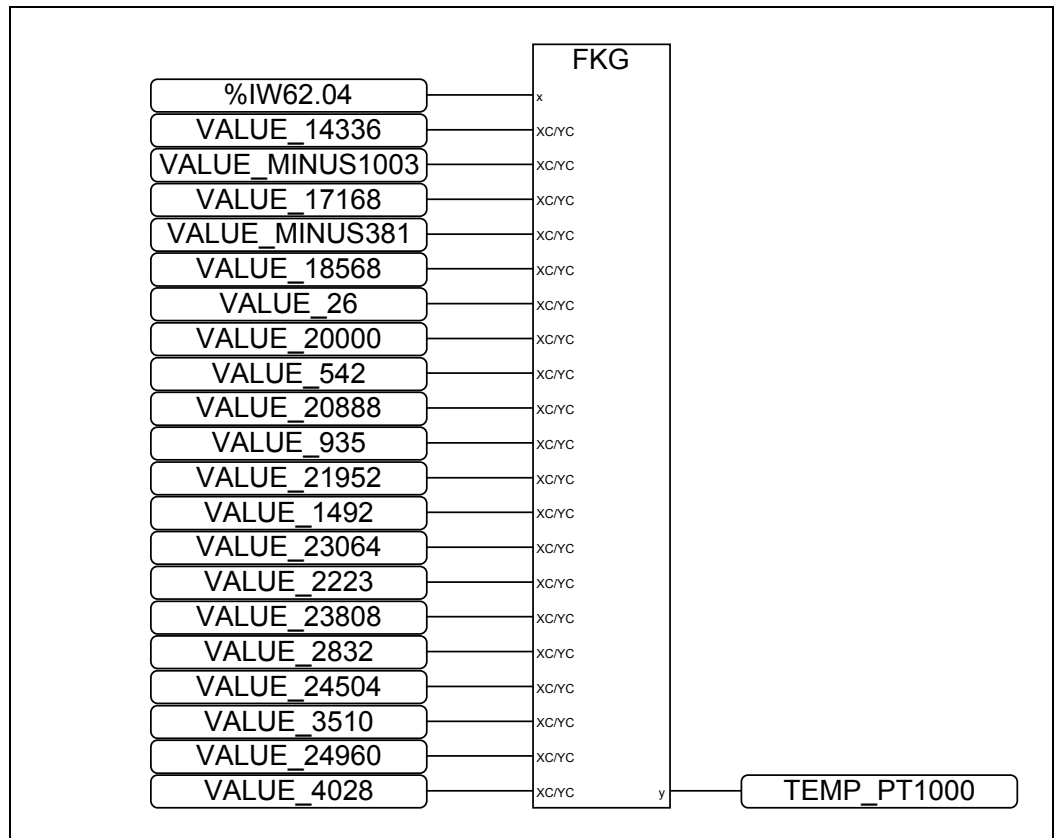 FKG
%IW62.04 x
VALUE_14336 XC/YC
VALUE_MINUS1003 XC/YC
VALUE_17168 XC/YC
VALUE_MINUS381 XC/YC
VALUE_18568 XC/YC
VALUE_26 XC/YC
VALUE_20000 XC/YC
VALUE_542 XC/YC
VALUE_20888 XC/YC
VALUE_935 XC/YC
VALUE_21952 XC/YC
VALUE_1492 XC/YC
VALUE_23064 XC/YC
VALUE_2223 XC/YC
VALUE_23808 XC/YC
VALUE_2832 XC/YC
VALUE_24504 XC/YC
VALUE_3510 XC/YC
VALUE_24960 XC/YC
VALUE_4028 XC/YC y TEMP_PT1000